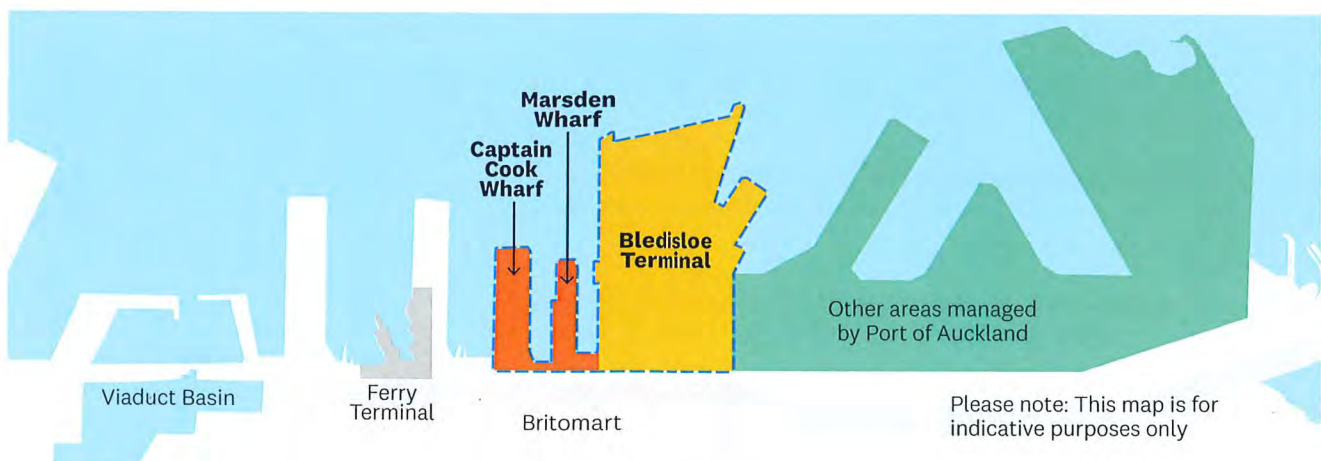 Marsden
Wharf
Captain
Cook
Wharf
Bledisloe
Terminal
Other areas managed
by Port of Auckland
Viaduct Basin
Ferry
Terminal
Britomart
Please note: This map is for
indicative purposes only